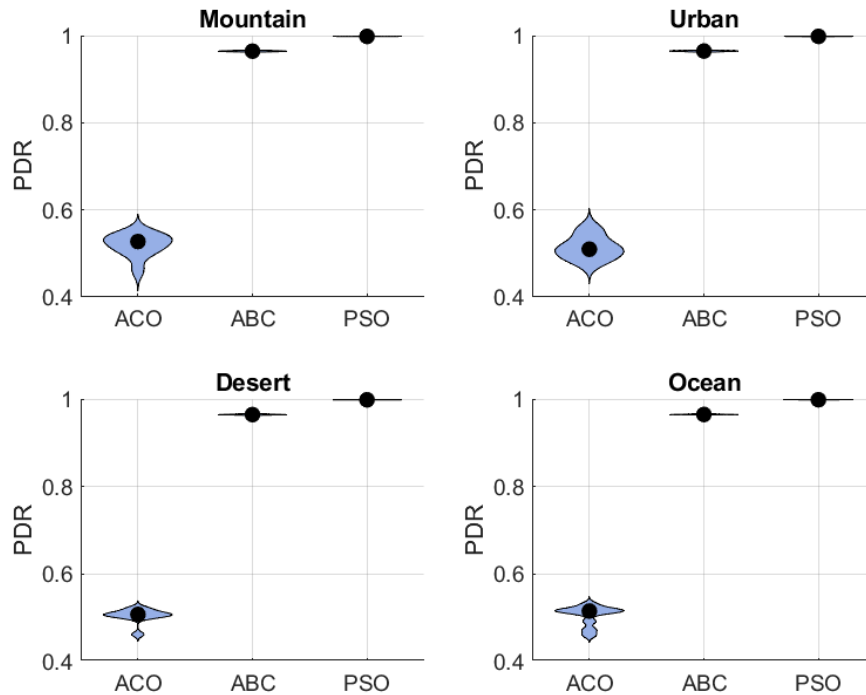 Mountain
1
0.8
0.6
0.4
PDR
ACO ABC PSO
Urban
1
0.8
0.6
0.4
PDR
ACO ABC PSO
Desert
1
0.8
0.6
0.4
PDR
ACO ABC PSO
Ocean
1
0.8
0.6
0.4
PDR
ACO ABC PSO